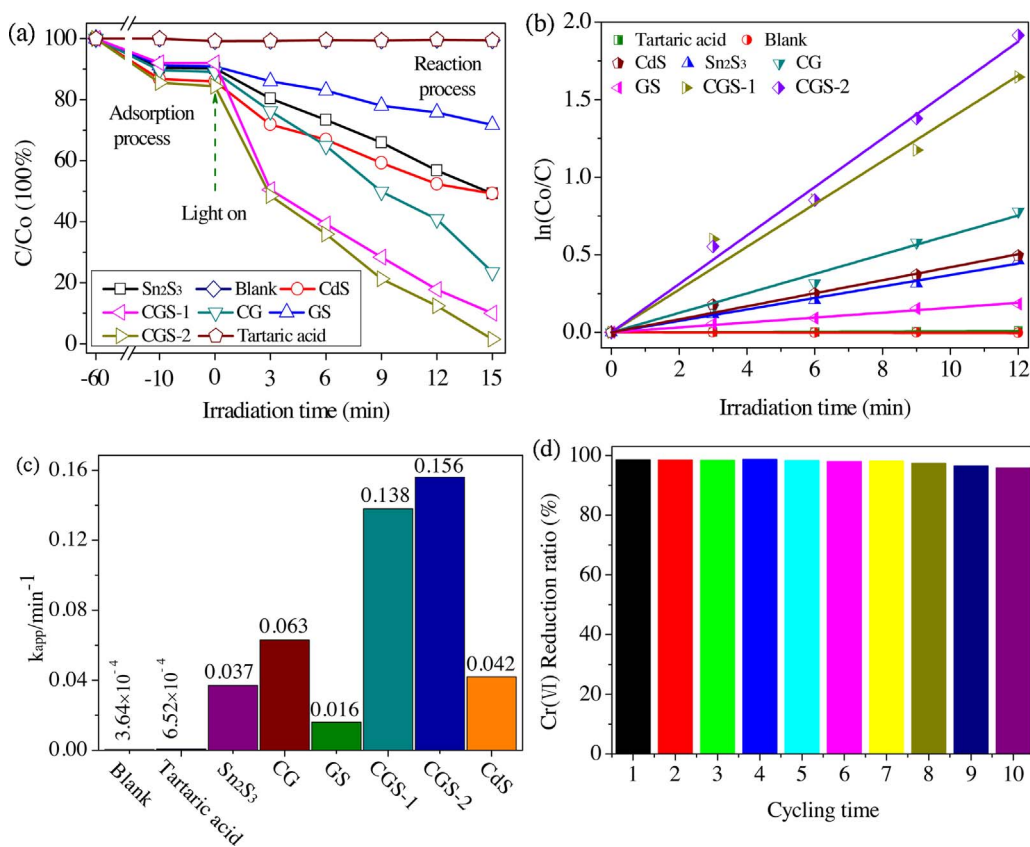 (a)
100
80
60
40
20
0
C/Co (100%)
Adsorption
process
Reaction
process
Light on
Sn2S3 Blank CdS
CGS-1 CG GS
CGS-2 Tartaric acid
-60 -10 0 3 6 9 12 15
Irradiation time (min)
(b)
2.0
1.5
1.0
0.5
0.0
ln(Co/C)
Tartaric acid Blank
CdS Sn2S3 CG
GS CGS-1 CGS-2
0 2 4 6 8 10 12
Irradiation time (min)
(c)
0.16
0.12
0.08
0.04
0.00
kapp/min-1
3.64×10-4
6.52×10-4
0.037
0.063
0.016
0.138
0.156
0.042
Blank
Tartaric acid
Sn2S3
CG
GS
CGS-1
CGS-2
CdS
(d)
100
80
60
40
20
0
Cr(VI) Reduction ratio (%)
1 2 3 4 5 6 7 8 9 10
Cycling time